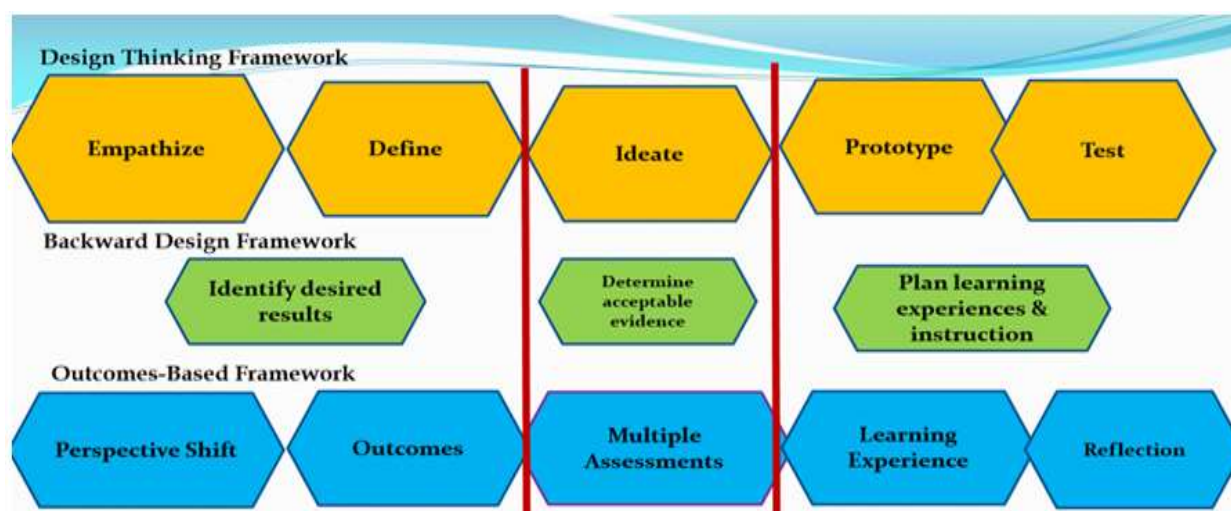 Design Thinking Framework
Empathize
Define
Ideate
Prototype
Test
Backward Design Framework
Identify desired
results
Determine
acceptable
evidence
Plan learning
experiences &
instruction
Outcomes-Based Framework
Perspective Shift
Outcomes
Multiple
Assessments
Learning
Experience
Reflection